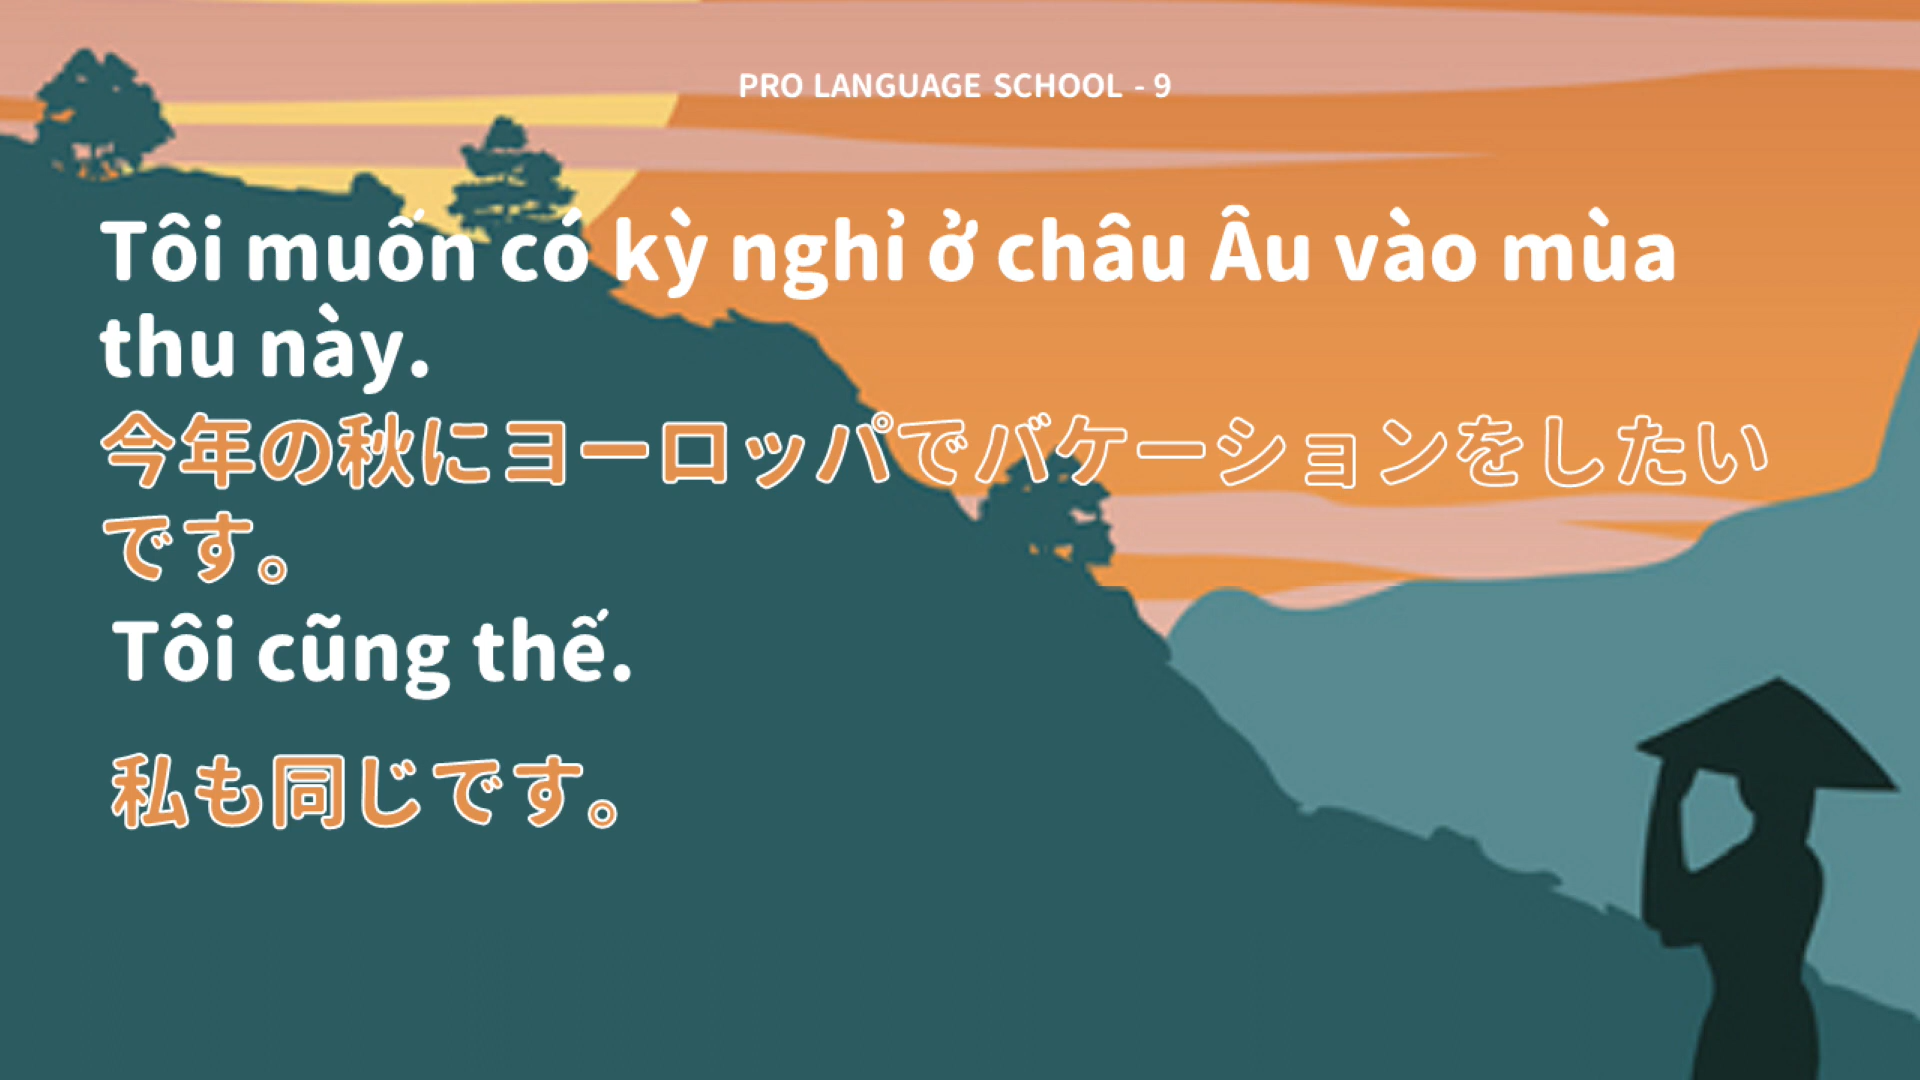 PRO LANGUAGE SCHOOL - 9
Tôi muốn có kỳ nghỉ ở châu Âu vào mùa
thu này.
今年の秋にヨーロッパでバケーションをしたい
です。
Tôi cũng thế.
私も同じです。